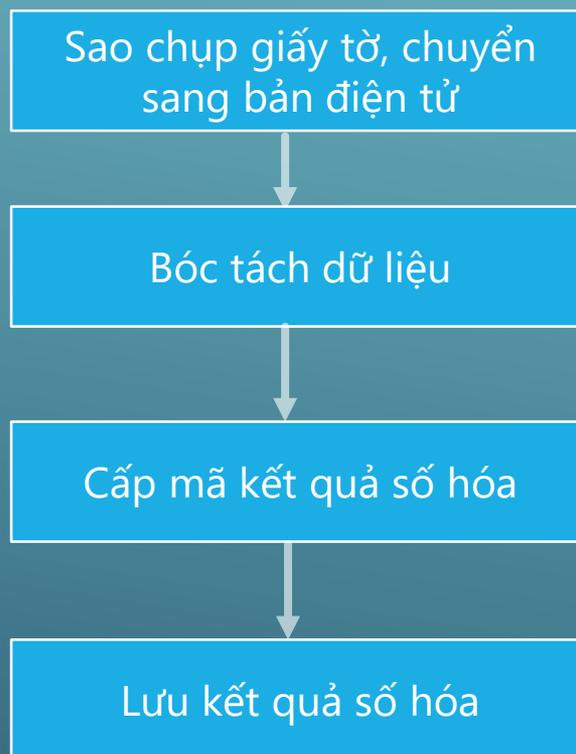 Sao chụp giấy tờ, chuyển
sang bản điện tử
Bóc tách dữ liệu
Cấp mã kết quả số hóa
Lưu kết quả số hóa